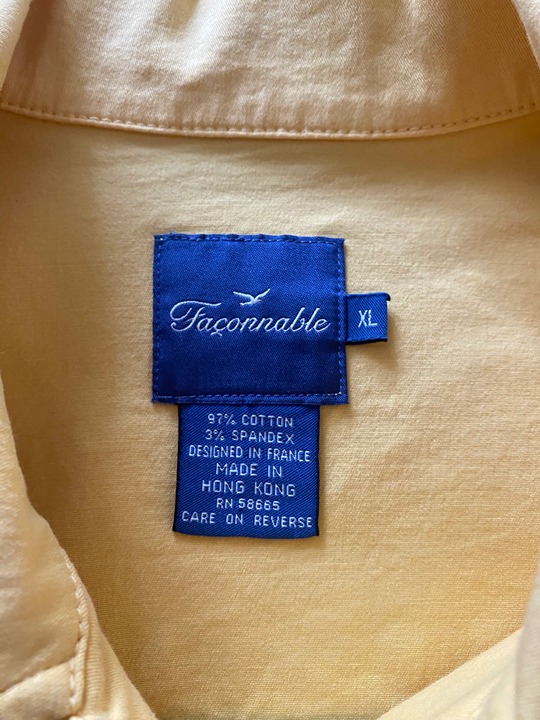 Façonnable
XL
97% COTTON
3% SPANDEX
DESIGNED IN FRANCE
MADE IN
HONG KONG
RN 58665
CARE ON REVERSE